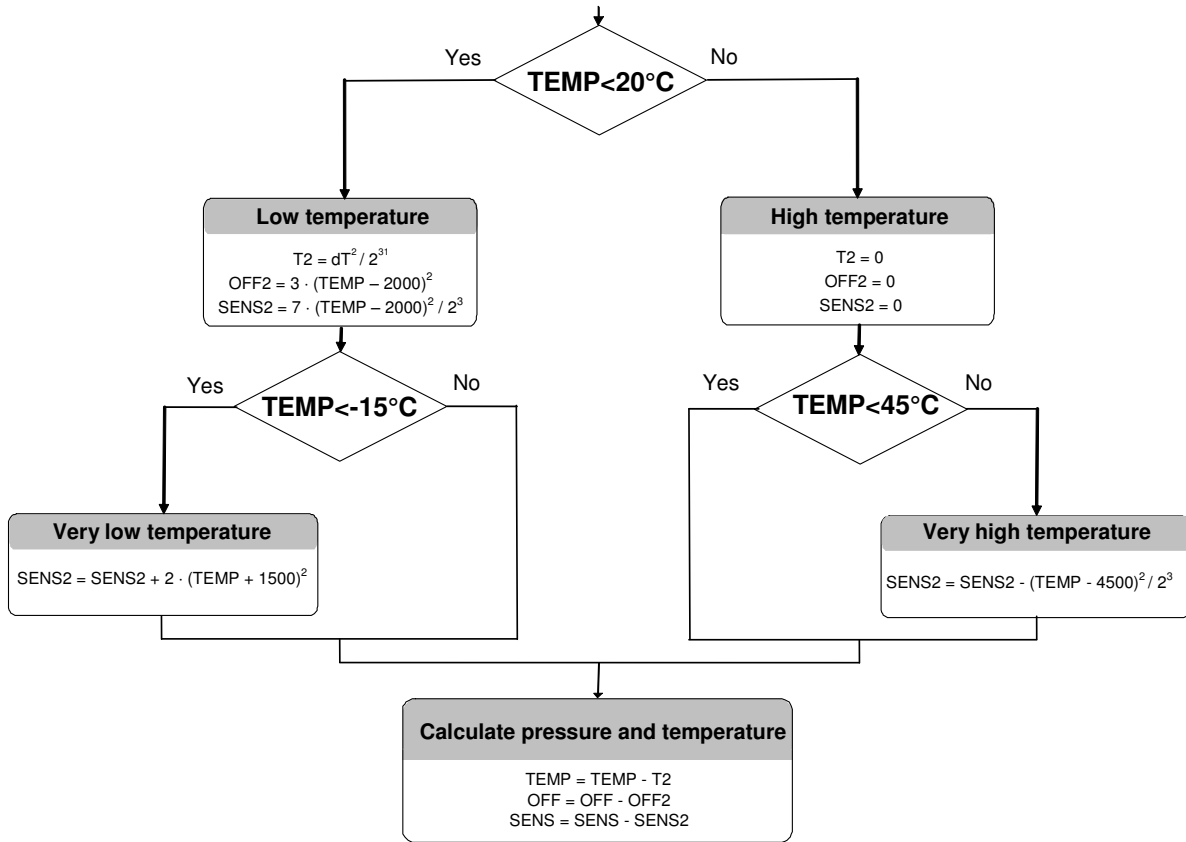 Yes
No
TEMP<20°C
Low temperature
T2 = dT² / 2³¹
OFF2 = 3 · (TEMP – 2000)²
SENS2 = 7 · (TEMP – 2000)² / 2³
High temperature
T2 = 0
OFF2 = 0
SENS2 = 0
Yes
No
TEMP<-15°C
Yes
No
TEMP<45°C
Very low temperature
SENS2 = SENS2 + 2 · (TEMP + 1500)²
Very high temperature
SENS2 = SENS2 - (TEMP - 4500)² / 2³
Calculate pressure and temperature
TEMP = TEMP - T2
OFF = OFF - OFF2
SENS = SENS - SENS2